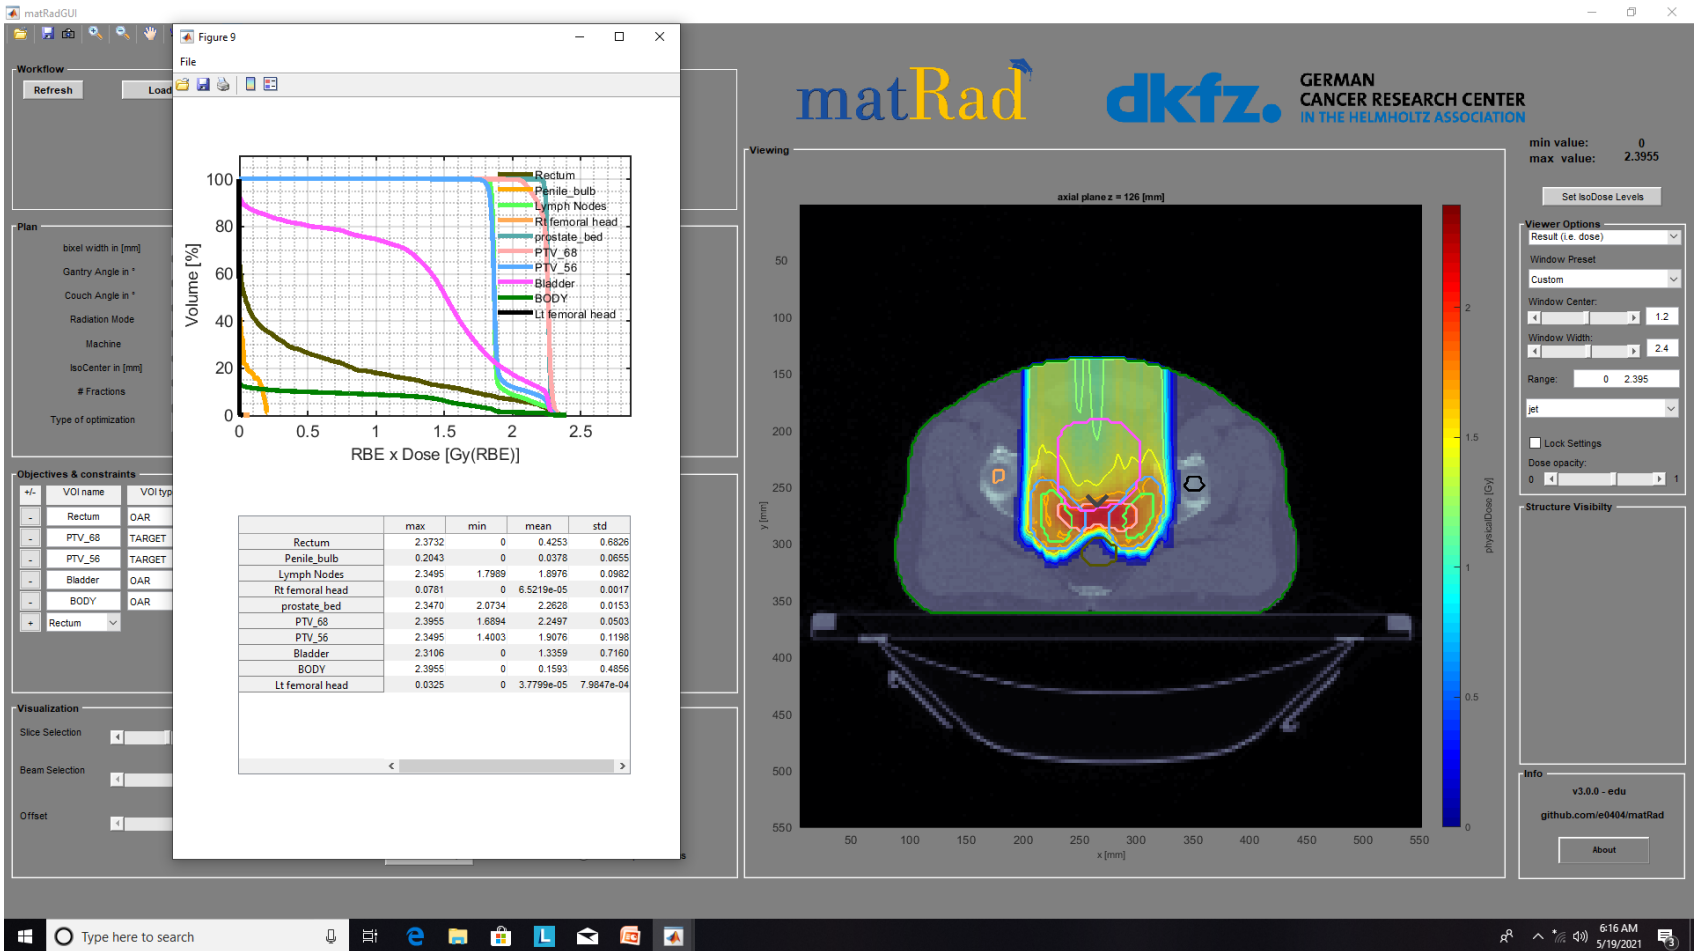 matRadGUI
Figure 9
File
Workflow
Refresh
Load
Plan
bixel width in [mm]
Gantry Angle in °
Couch Angle in °
Radiation Mode
Machine
IsoCenter in [mm]
# Fractions
Type of optimization
Objectives & constraints
+/- VOI name VOI typ
- Rectum OAR
- PTV_68 TARGET
- PTV_56 TARGET
- Bladder OAR
- BODY OAR
+ Rectum
Visualization
Slice Selection
Beam Selection
Offset
Volume [%]
100
80
60
40
20
0
0 0.5 1 1.5 2 2.5
RBE x Dose [Gy(RBE)]
Rectum
Penile_bulb
Lymph Nodes
Rt femoral head
prostate_bed
PTV_68
PTV_56
Bladder
BODY
Lt femoral head
max min mean std
Rectum 2.3732 0 0.4253 0.6826
Penile_bulb 0.2043 0 0.0378 0.0655
Lymph Nodes 2.3495 1.7989 1.8976 0.0982
Rt femoral head 0.0781 0 6.5219e-05 0.0017
prostate_bed 2.3470 2.0734 2.2628 0.0153
PTV_68 2.3955 1.6894 2.2497 0.0503
PTV_56 2.3495 1.4003 1.9076 0.1198
Bladder 2.3106 0 1.3359 0.7160
BODY 2.3955 0 0.1593 0.4856
Lt femoral head 0.0325 0 3.7799e-05 7.9847e-04
matRad
dkfz.
GERMAN
CANCER RESEARCH CENTER
IN THE HELMHOLTZ ASSOCIATION
Viewing
axial plane z = 126 [mm]
50
100
150
200
250
300
350
400
450
500
550
y [mm]
50 100 150 200 250 300 350 400 450 500 550
x [mm]
2
1.5
1
0.5
0
physicalDose [Gy]
min value: 0
max value: 2.3955
Set IsoDose Levels
Viewer Options
Result (i.e. dose)
Window Preset
Custom
Window Center:
1.2
Window Width:
2.4
Range: 0 2.395
jet
Lock Settings
Dose opacity:
0 1
Structure Visibilty
Info
v3.0.0 - edu
github.com/e0404/matRad
About
Type here to search
6:16 AM
5/19/2021
3